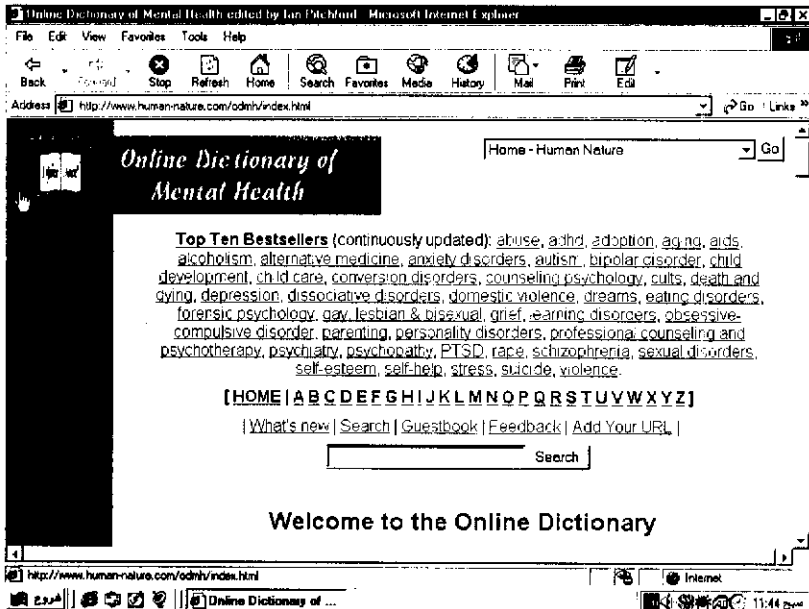 Online Dictionary of Mental Health edited by Ian Pitchford - Microsoft Internet Explorer
File Edit View Favorites Tools Help
Back Forward Stop Refresh Home Search Favorites Media History Mail Print Edit
Address http://www.human-nature.com/odmh/index.html Go Links »
Online Dictionary of
Mental Health
Home - Human Nature Go
Top Ten Bestsellers (continuously updated): abuse, adhd, adoption, aging, aids,
alcoholism, alternative medicine, anxiety disorders, autism, bipolar disorder, child
development, child care, conversion disorders, counseling psychology, cults, death and
dying, depression, dissociative disorders, domestic violence, dreams, eating disorders,
forensic psychology, gay, lesbian & bisexual, grief, learning disorders, obsessive-
compulsive disorder, parenting, personality disorders, professional counseling and
psychotherapy, psychiatry, psychopathy, PTSD, rape, schizophrenia, sexual disorders,
self-esteem, self-help, stress, suicide, violence.
[ HOME | A B C D E F G H I J K L M N O P Q R S T U V W X Y Z ]
| What's new | Search | Guestbook | Feedback | Add Your URL |
Search
Welcome to the Online Dictionary
http://www.human-nature.com/odmh/index.html Internet
Online Dictionary of ... 11:44